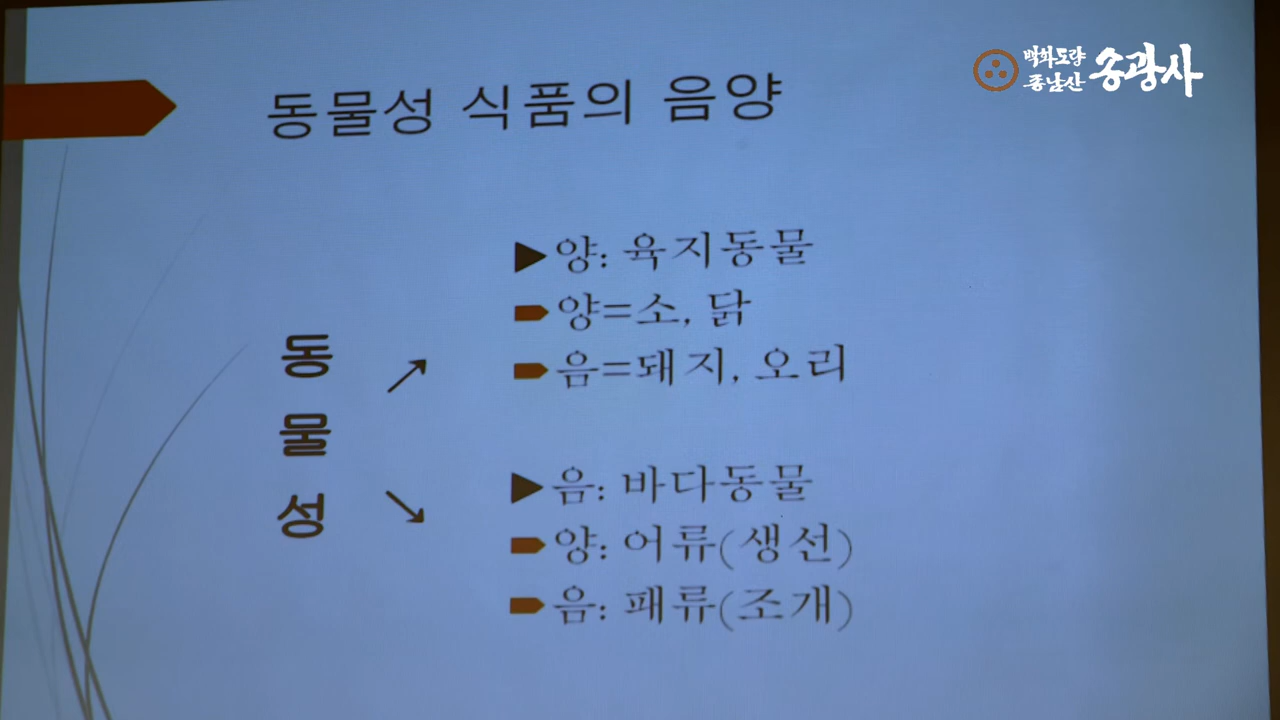 백화도량
종남산
송광사
동물성 식품의 음양
동물성
▶양: 육지동물
양=소, 닭
음=돼지, 오리
▶음: 바다동물
양: 어류(생선)
음: 패류(조개)